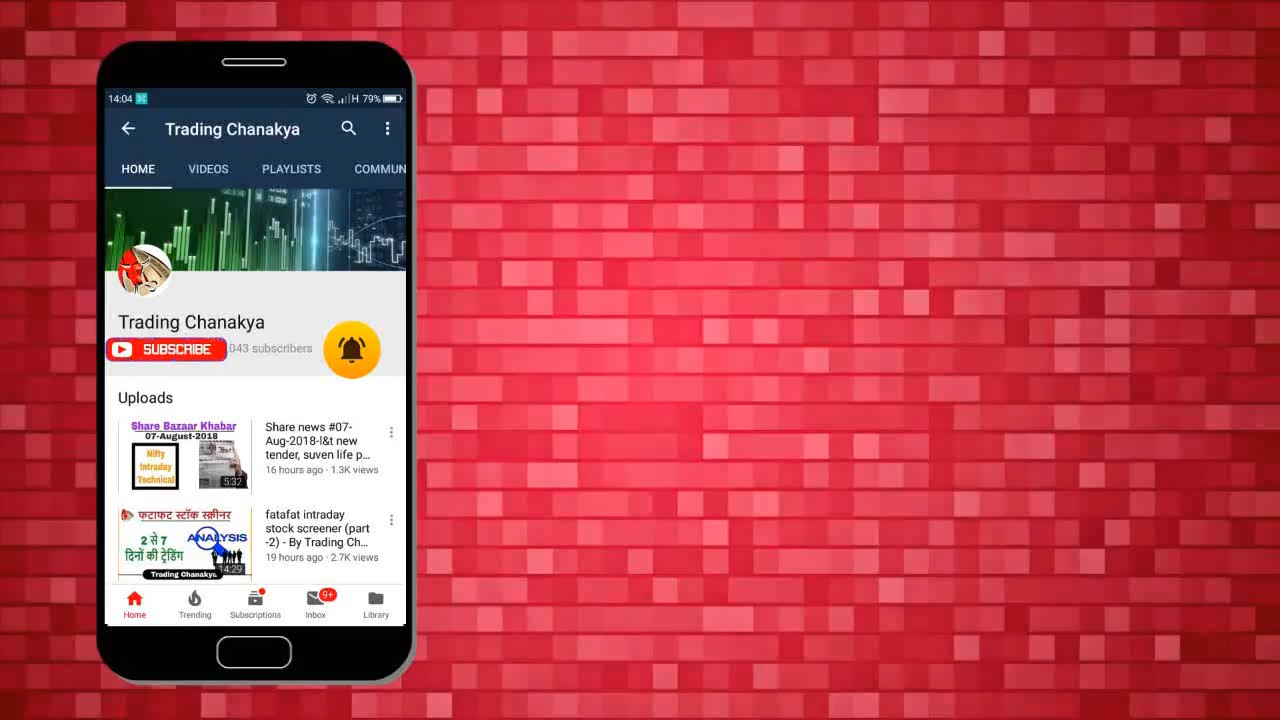 14:04 H 79%
Trading Chanakya
HOME VIDEOS PLAYLISTS COMMUN
Trading Chanakya
SUBSCRIBE 043 subscribers
Uploads
Share Bazaar Khabar
07-August-2018
Nifty
Intraday
Technical
5:32
Share news #07-
Aug-2018-l&t new
tender, suven life p...
16 hours ago · 1.3K views
फटाफट स्टॉक स्क्रीनर
2 से 7
दिनों की ट्रेडिंग
ANALYSIS
14:29
Trading Chanakya
fatafat intraday
stock screener (part
-2) - By Trading Ch...
19 hours ago · 2.7K views
9+
Home Trending Subscriptions Inbox Library